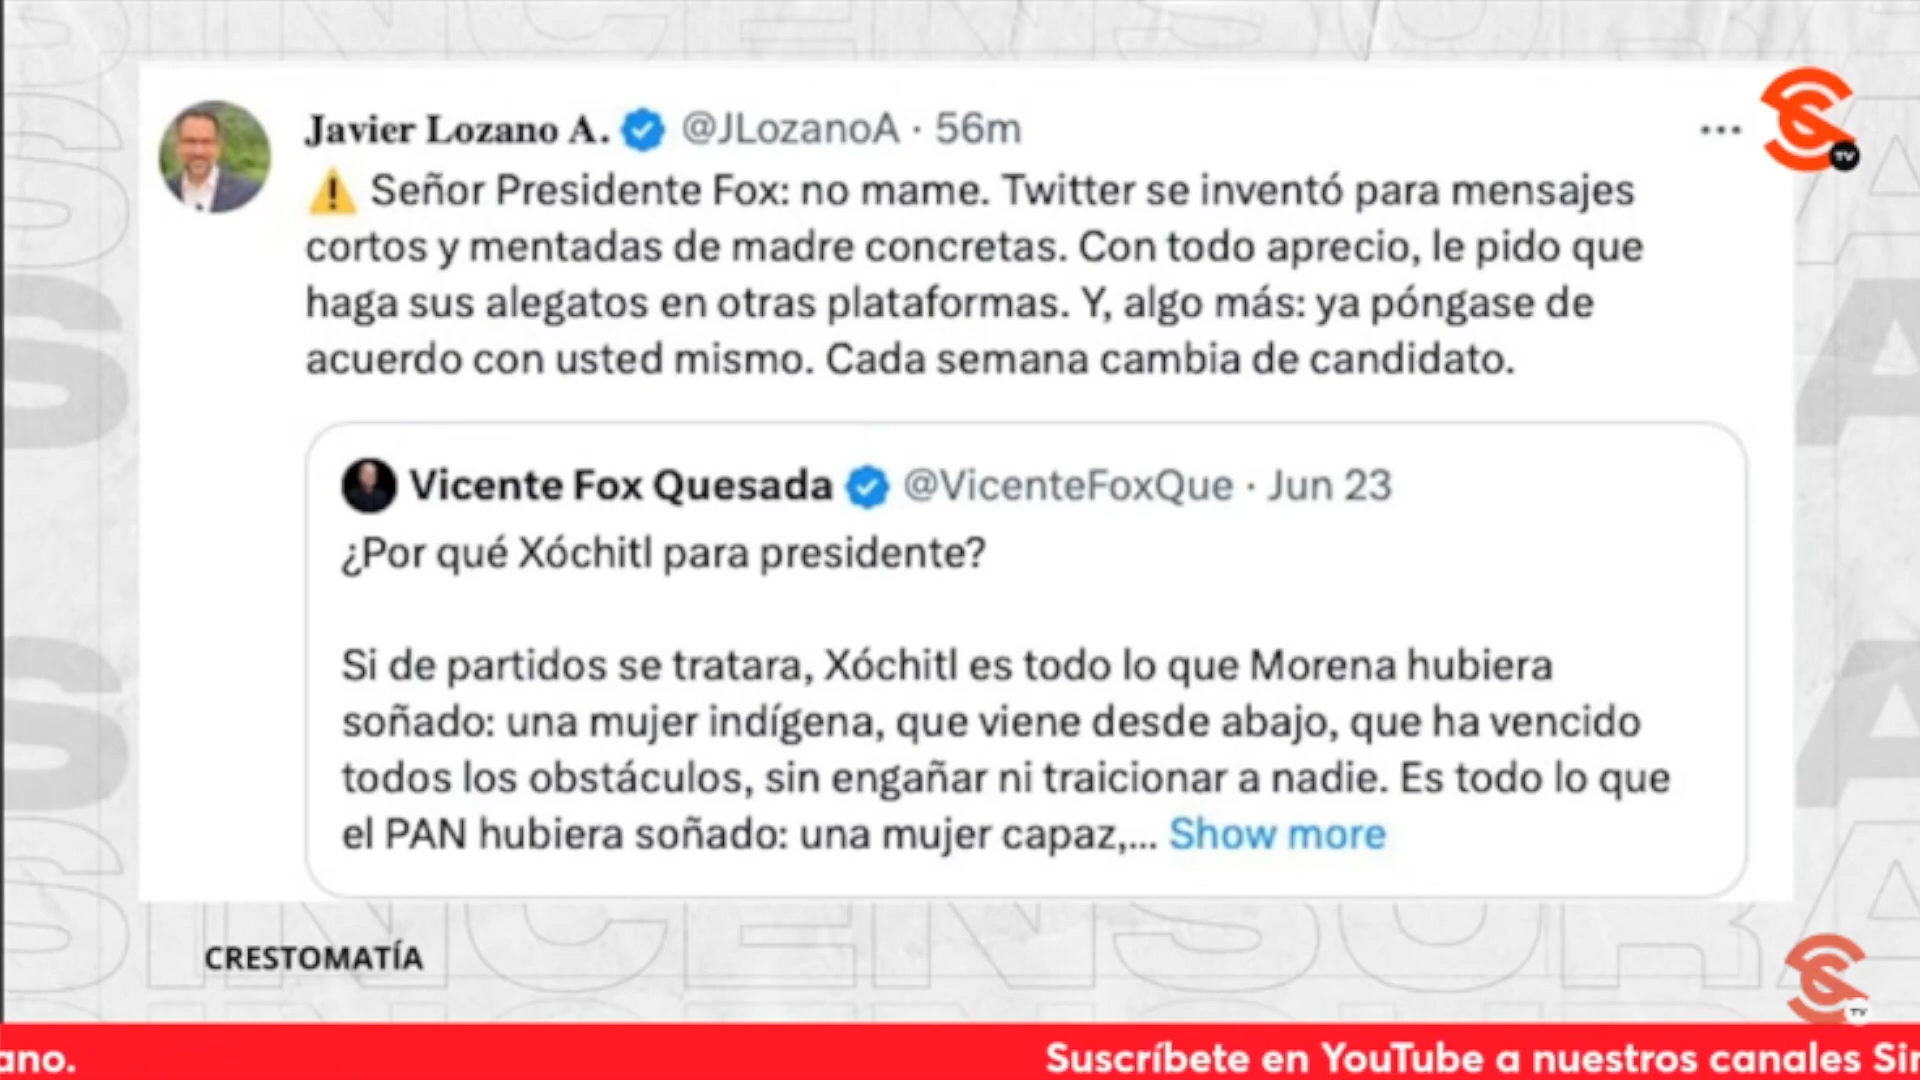 Javier Lozano A. @JLozanoA · 56m
⚠️ Señor Presidente Fox: no mame. Twitter se inventó para mensajes
cortos y mentadas de madre concretas. Con todo aprecio, le pido que
haga sus alegatos en otras plataformas. Y, algo más: ya póngase de
acuerdo con usted mismo. Cada semana cambia de candidato.
Vicente Fox Quesada @VicenteFoxQue · Jun 23
¿Por qué Xóchitl para presidente?
Si de partidos se tratara, Xóchitl es todo lo que Morena hubiera
soñado: una mujer indígena, que viene desde abajo, que ha vencido
todos los obstáculos, sin engañar ni traicionar a nadie. Es todo lo que
el PAN hubiera soñado: una mujer capaz,... Show more
SINCENSURA
CRESTOMATÍA
TV
TV
ano.
Suscríbete en YouTube a nuestros canales Sin